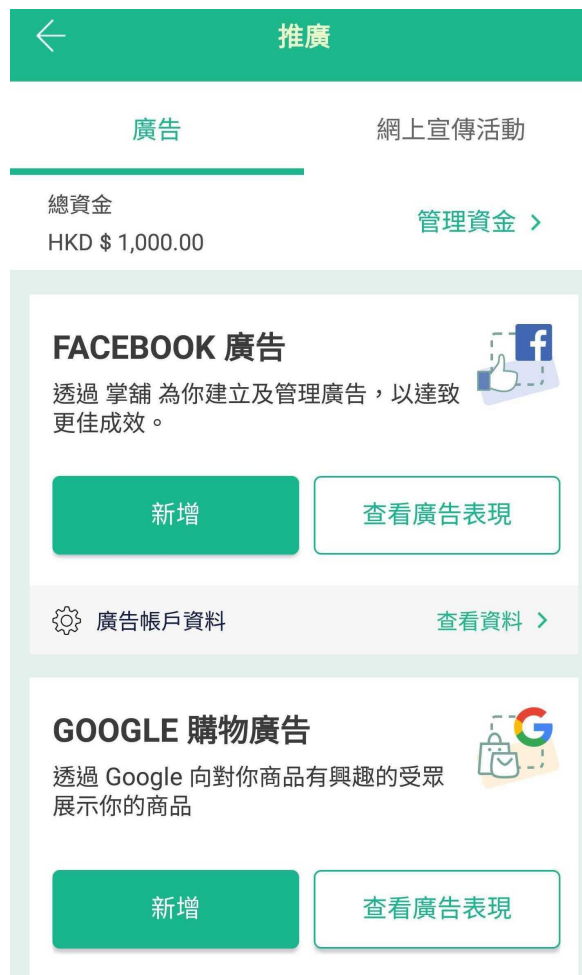 推廣
廣告
網上宣傳活動
總資金
HKD $ 1,000.00
管理資金
FACEBOOK 廣告
透過 掌舖 為你建立及管理廣告，以達致
更佳成效。
新增
查看廣告表現
廣告帳戶資料
查看資料
GOOGLE 購物廣告
透過 Google 向對你商品有興趣的受眾
展示你的商品
新增
查看廣告表現